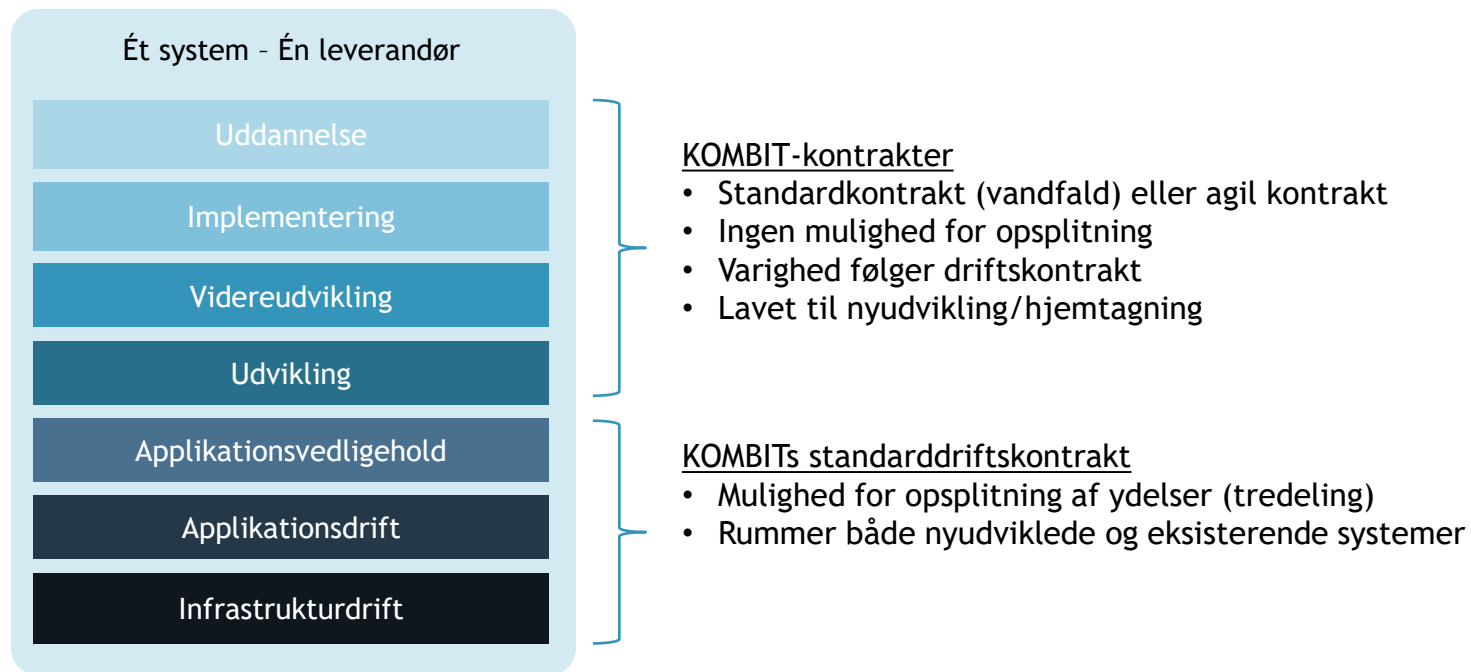 Ét system – Én leverandør
Uddannelse
Implementering
Videreudvikling
Udvikling
Applikationsvedligehold
Applikationsdrift
Infrastrukturdrift
KOMBIT-kontrakter
• Standardkontrakt (vandfald) eller agil kontrakt
• Ingen mulighed for opsplitning
• Varighed følger driftskontrakt
• Lavet til nyudvikling/hjemtagning
KOMBITs standarddriftskontrakt
• Mulighed for opsplitning af ydelser (tredeling)
• Rummer både nyudviklede og eksisterende systemer